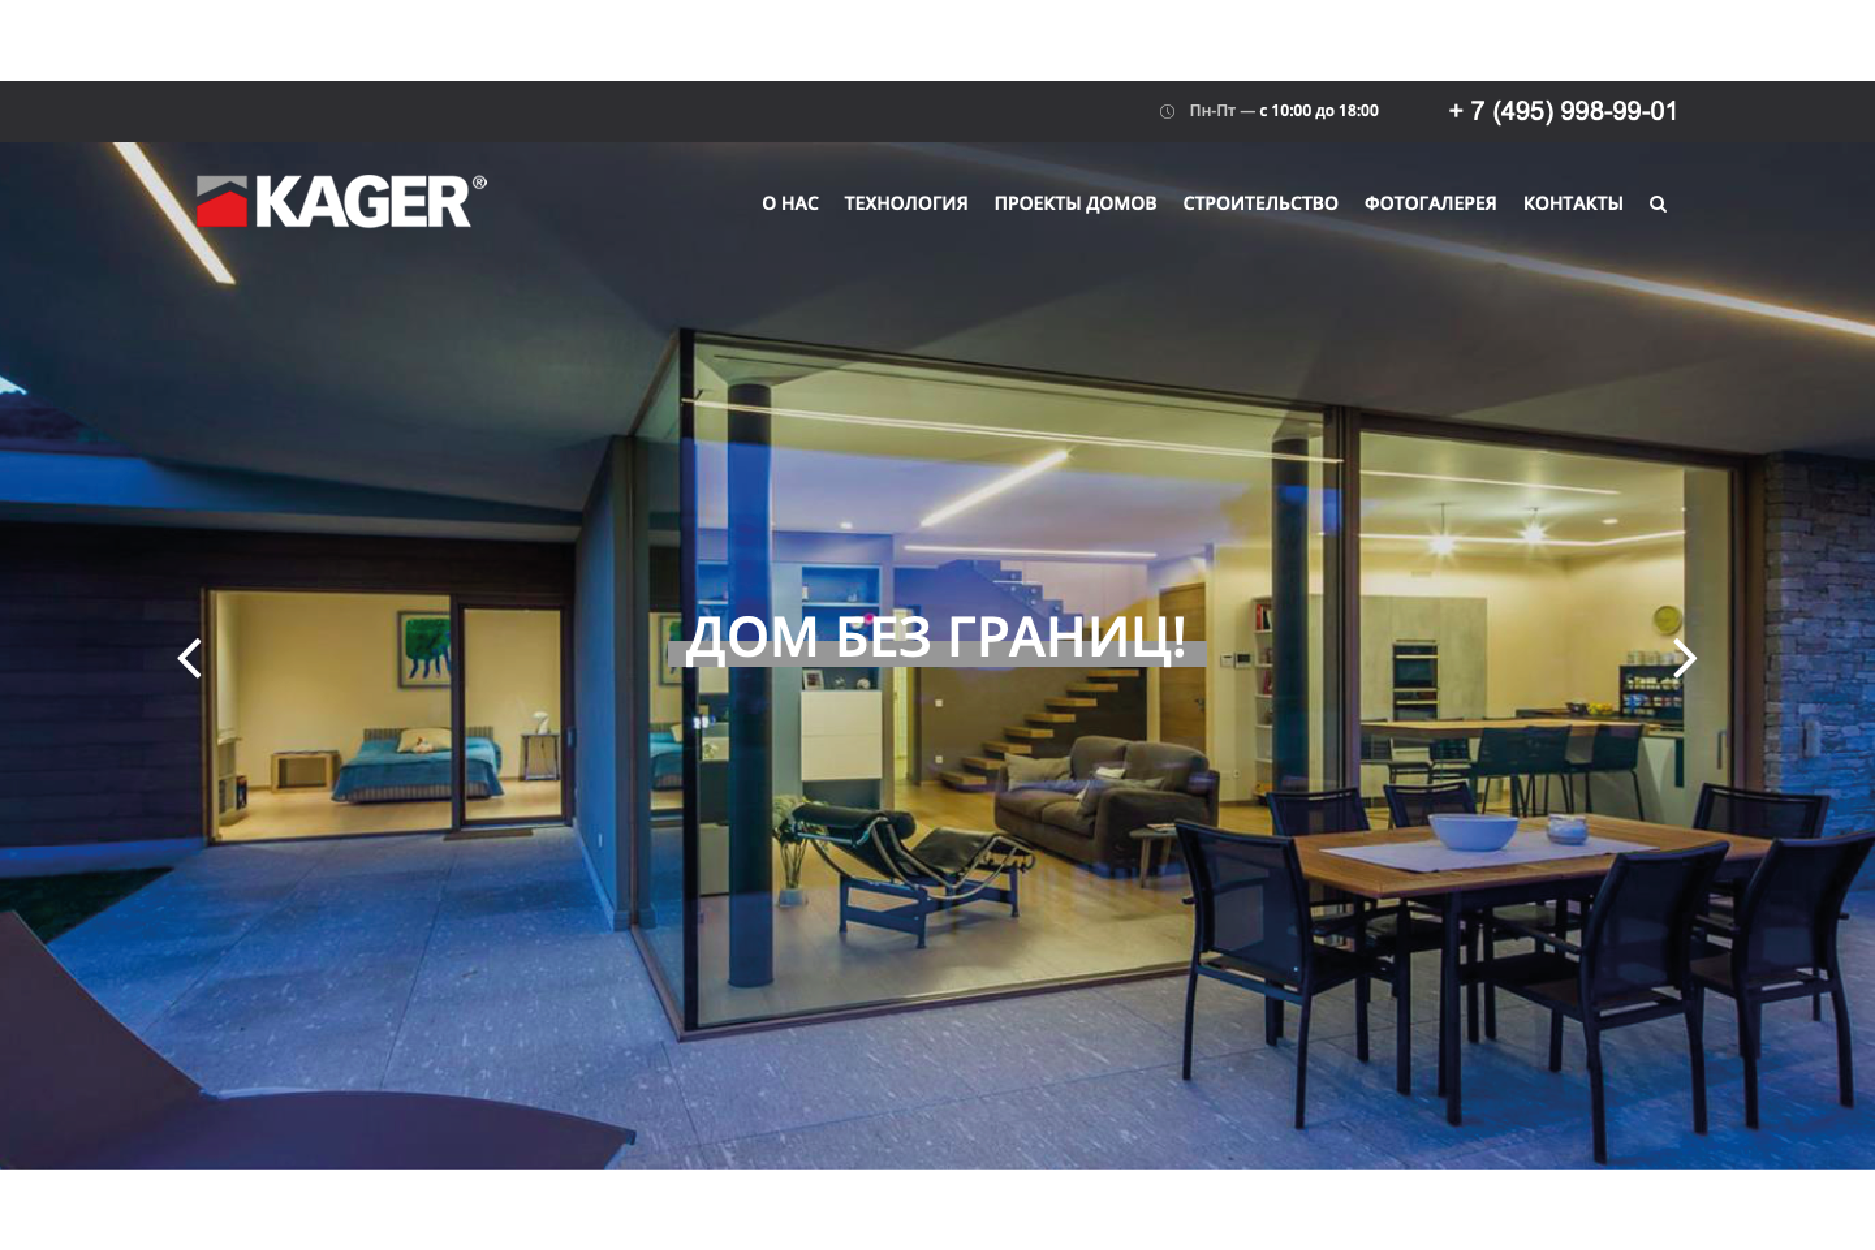 Пн-Пт — с 10:00 до 18:00
+ 7 (495) 998-99-01
KAGER®
О НАС ТЕХНОЛОГИЯ ПРОЕКТЫ ДОМОВ СТРОИТЕЛЬСТВО ФОТОГАЛЕРЕЯ КОНТАКТЫ
ДОМ БЕЗ ГРАНИЦ!